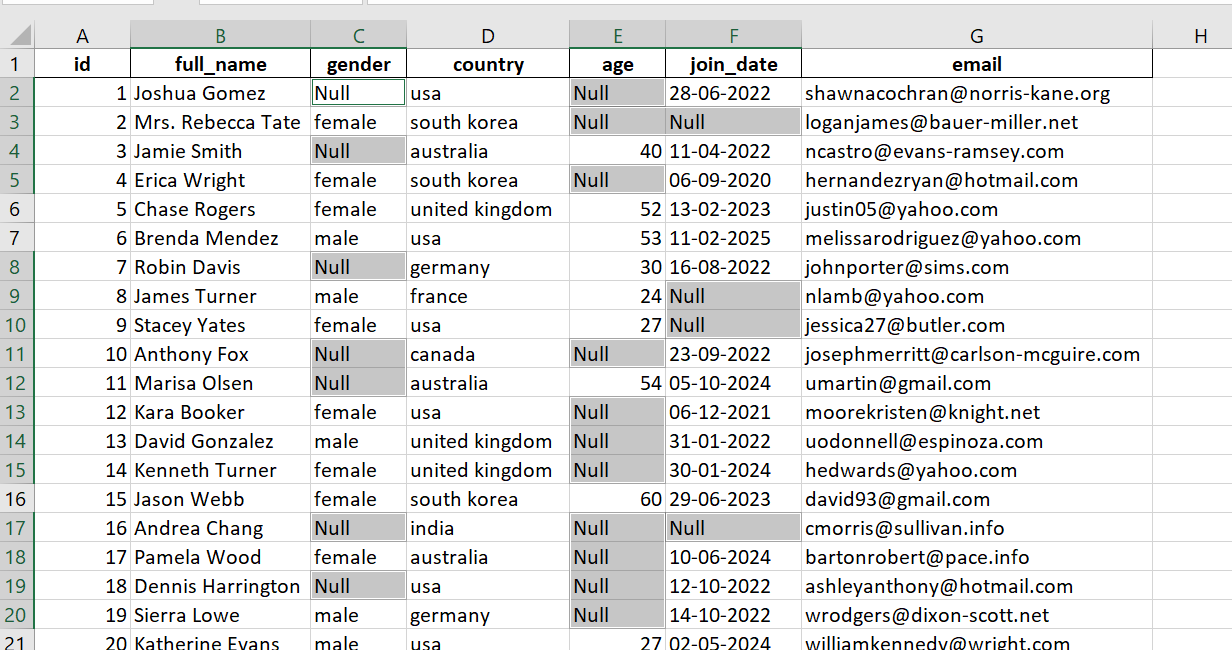 A B C D E F G H
1 id full_name gender country age join_date email
2 1 Joshua Gomez Null usa Null 28-06-2022 shawnacochran@norris-kane.org
3 2 Mrs. Rebecca Tate female south korea Null Null loganjames@bauer-miller.net
4 3 Jamie Smith Null australia 40 11-04-2022 ncastro@evans-ramsey.com
5 4 Erica Wright female south korea Null 06-09-2020 hernandezryan@hotmail.com
6 5 Chase Rogers female united kingdom 52 13-02-2023 justin05@yahoo.com
7 6 Brenda Mendez male usa 53 11-02-2025 melissarodriguez@yahoo.com
8 7 Robin Davis Null germany 30 16-08-2022 johnporter@sims.com
9 8 James Turner male france 24 Null nlamb@yahoo.com
10 9 Stacey Yates female usa 27 Null jessica27@butler.com
11 10 Anthony Fox Null canada Null 23-09-2022 josephmerritt@carlson-mcguire.com
12 11 Marisa Olsen Null australia 54 05-10-2024 umartin@gmail.com
13 12 Kara Booker female usa Null 06-12-2021 moorekristen@knight.net
14 13 David Gonzalez male united kingdom Null 31-01-2022 uodonnell@espinoza.com
15 14 Kenneth Turner female united kingdom Null 30-01-2024 hedwards@yahoo.com
16 15 Jason Webb female south korea 60 29-06-2023 david93@gmail.com
17 16 Andrea Chang Null india Null Null cmorris@sullivan.info
18 17 Pamela Wood female australia Null 10-06-2024 bartonrobert@pace.info
19 18 Dennis Harrington Null usa Null 12-10-2022 ashleyanthony@hotmail.com
20 19 Sierra Lowe male germany Null 14-10-2022 wrodgers@dixon-scott.net
21 20 Katherine Evans male usa 27 02-05-2024 williamkennedy@wright.com